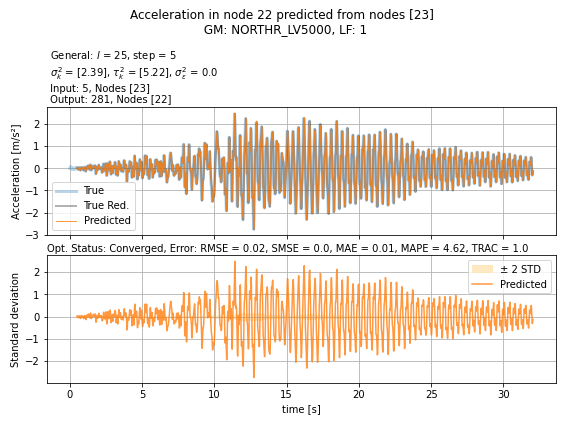 Acceleration in node 22 predicted from nodes [23]
GM: NORTHR_LV5000, LF: 1
General: l = 25, step = 5
σ²ₖ = [2.39], τ²ₖ = [5.22], σ²ε = 0.0
Input: 5, Nodes [23]
Output: 281, Nodes [22]
Acceleration [m/s²]
2
1
0
−1
−2
−3
True
True Red.
Predicted
Opt. Status: Converged, Error: RMSE = 0.02, SMSE = 0.0, MAE = 0.01, MAPE = 4.62, TRAC = 1.0
Standard deviation
2
1
0
−1
−2
± 2 STD
Predicted
0 5 10 15 20 25 30
time [s]